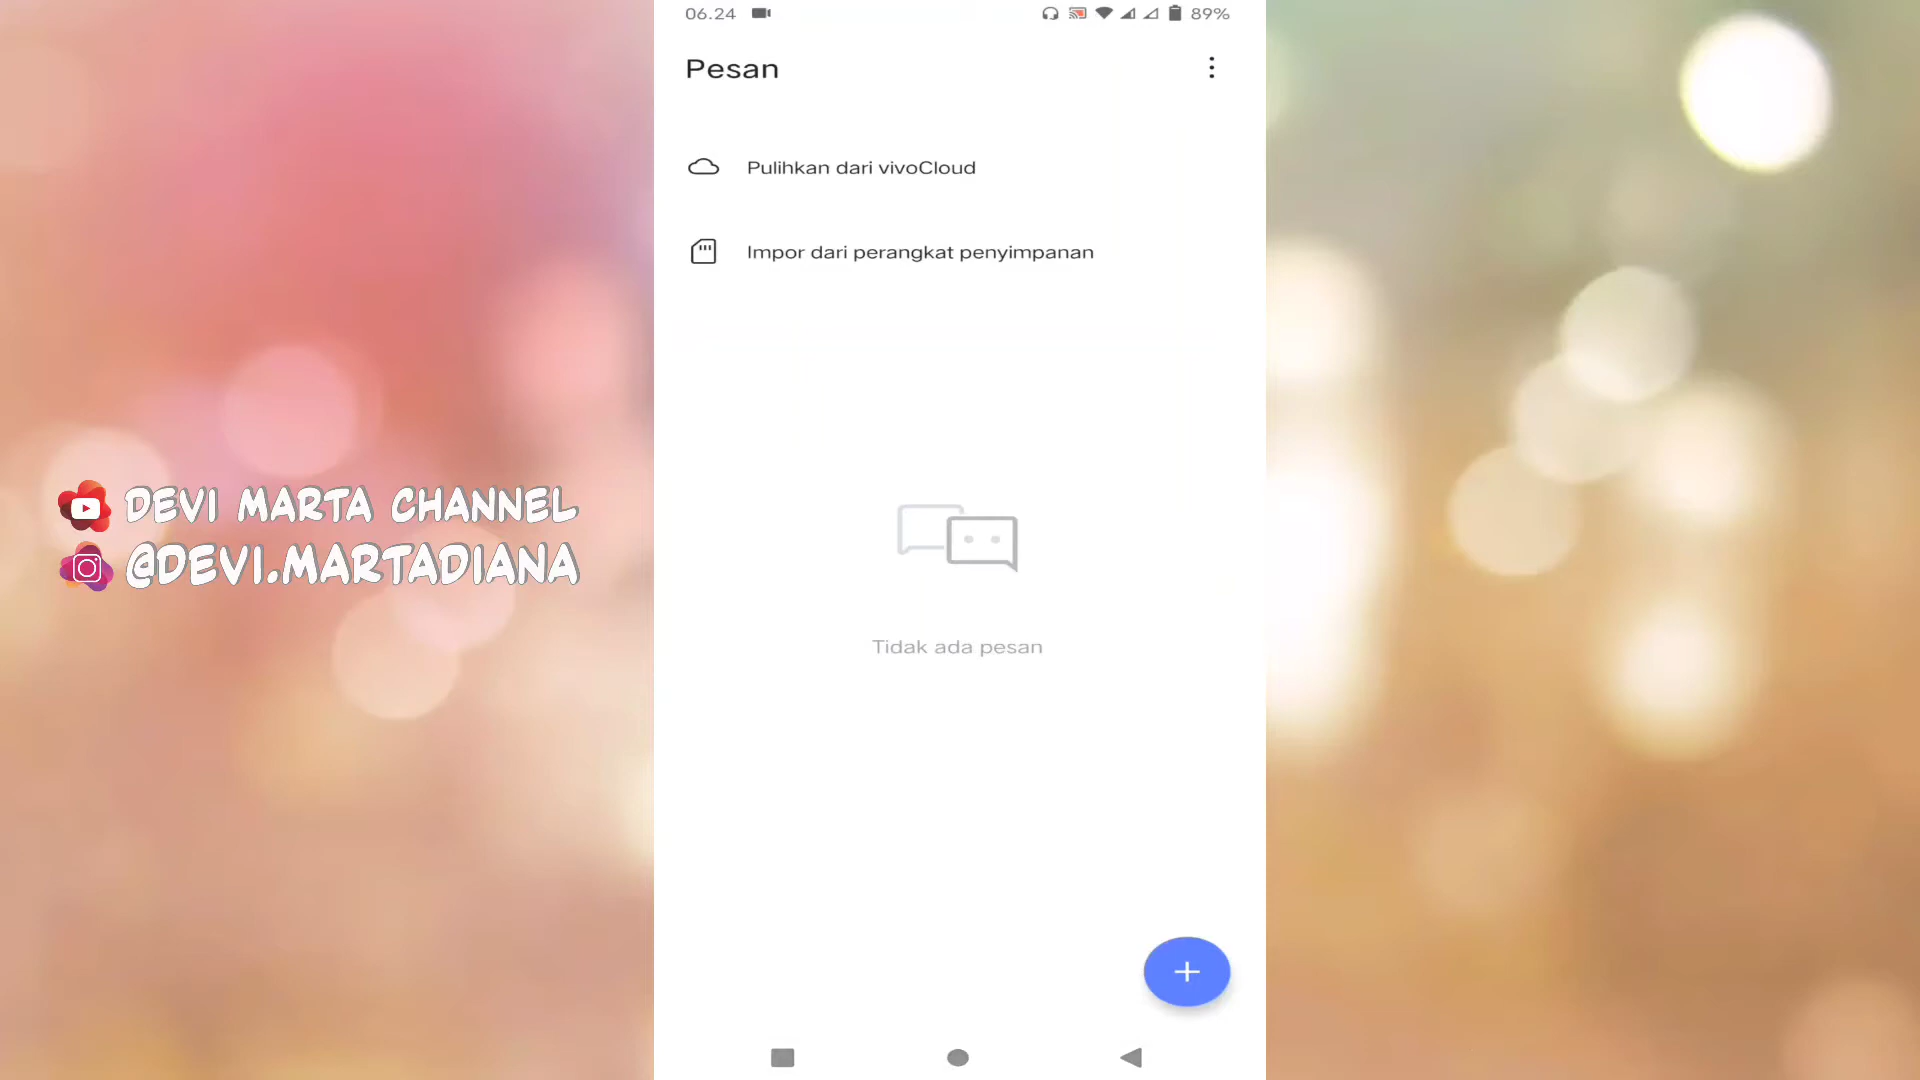 06.24
89%
Pesan
Pulihkan dari vivoCloud
Impor dari perangkat penyimpanan
DEVI MARTA CHANNEL
@DEVI.MARTADIANA
Tidak ada pesan